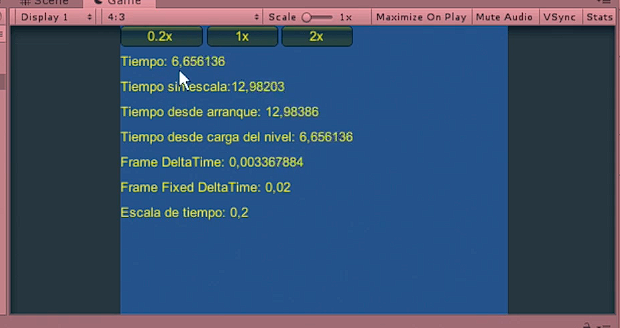 Scene Game
Display 1 4:3 Scale 1x Maximize On Play Mute Audio VSync Stats
0.2x 1x 2x
Tiempo: 6,656136
Tiempo sin escala:12,98203
Tiempo desde arranque: 12,98386
Tiempo desde carga del nivel: 6,656136
Frame DeltaTime: 0,003367884
Frame Fixed DeltaTime: 0,02
Escala de tiempo: 0,2